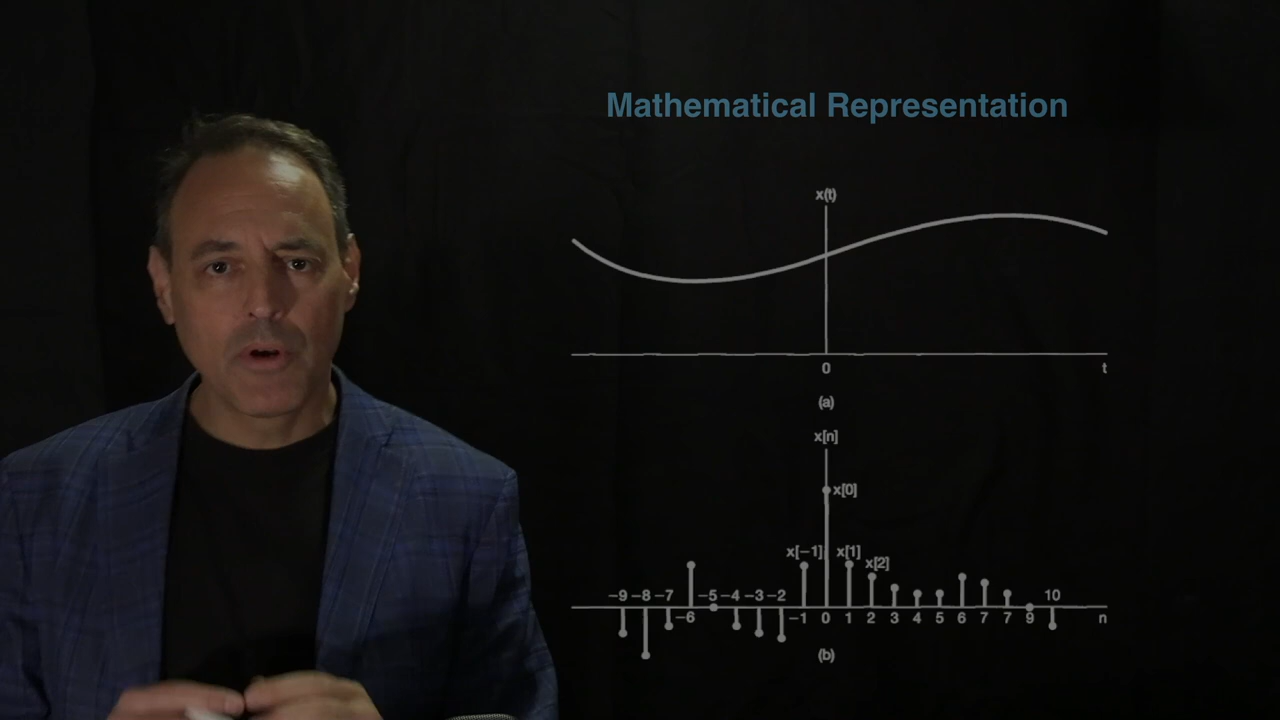 Mathematical Representation
x(t)
0 t
(a)
x[n]
x[0]
x[−1] x[1]
x[2]
−9 −8 −7 −5 −4 −3 −2 10
−6 −1 0 1 2 3 4 5 6 7 7 9 n
(b)